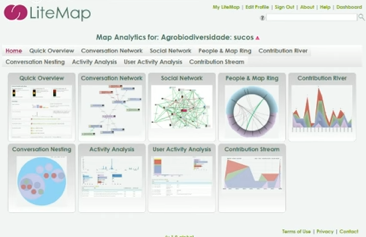 LiteMap
My LiteMap | Edit Profile | Sign Out | About | Help | Dashboard
Map Analytics for: Agrobiodiversidade: sucos
Home Quick Overview Conversation Network Social Network People & Map Ring Contribution River
Conversation Nesting Activity Analysis User Activity Analysis Contribution Stream
Quick Overview Conversation Network Social Network People & Map Ring Contribution River
Conversation Nesting Activity Analysis User Activity Analysis Contribution Stream
Terms of Use | Privacy | Contact